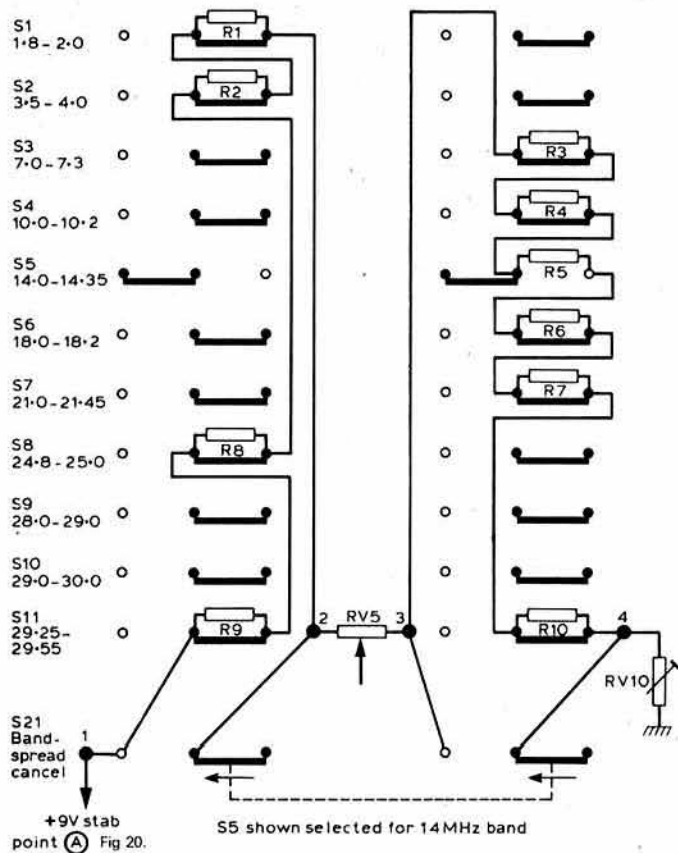 S1
1·8 – 2·0
R1
S2
3·5 – 4·0
R2
S3
7·0 – 7·3
R3
S4
10·0 – 10·2
R4
S5
14·0 – 14·35
R5
S6
18·0 – 18·2
R6
S7
21·0 – 21·45
R7
S8
24·8 – 25·0
R8
S9
28·0 – 29·0
S10
29·0 – 30·0
S11
29·25 –
29·55
R9
2
RV5
3
R10
4
RV10
S21
Band-
spread
cancel
1
+9V stab
point A Fig 20.
S5 shown selected for 14MHz band